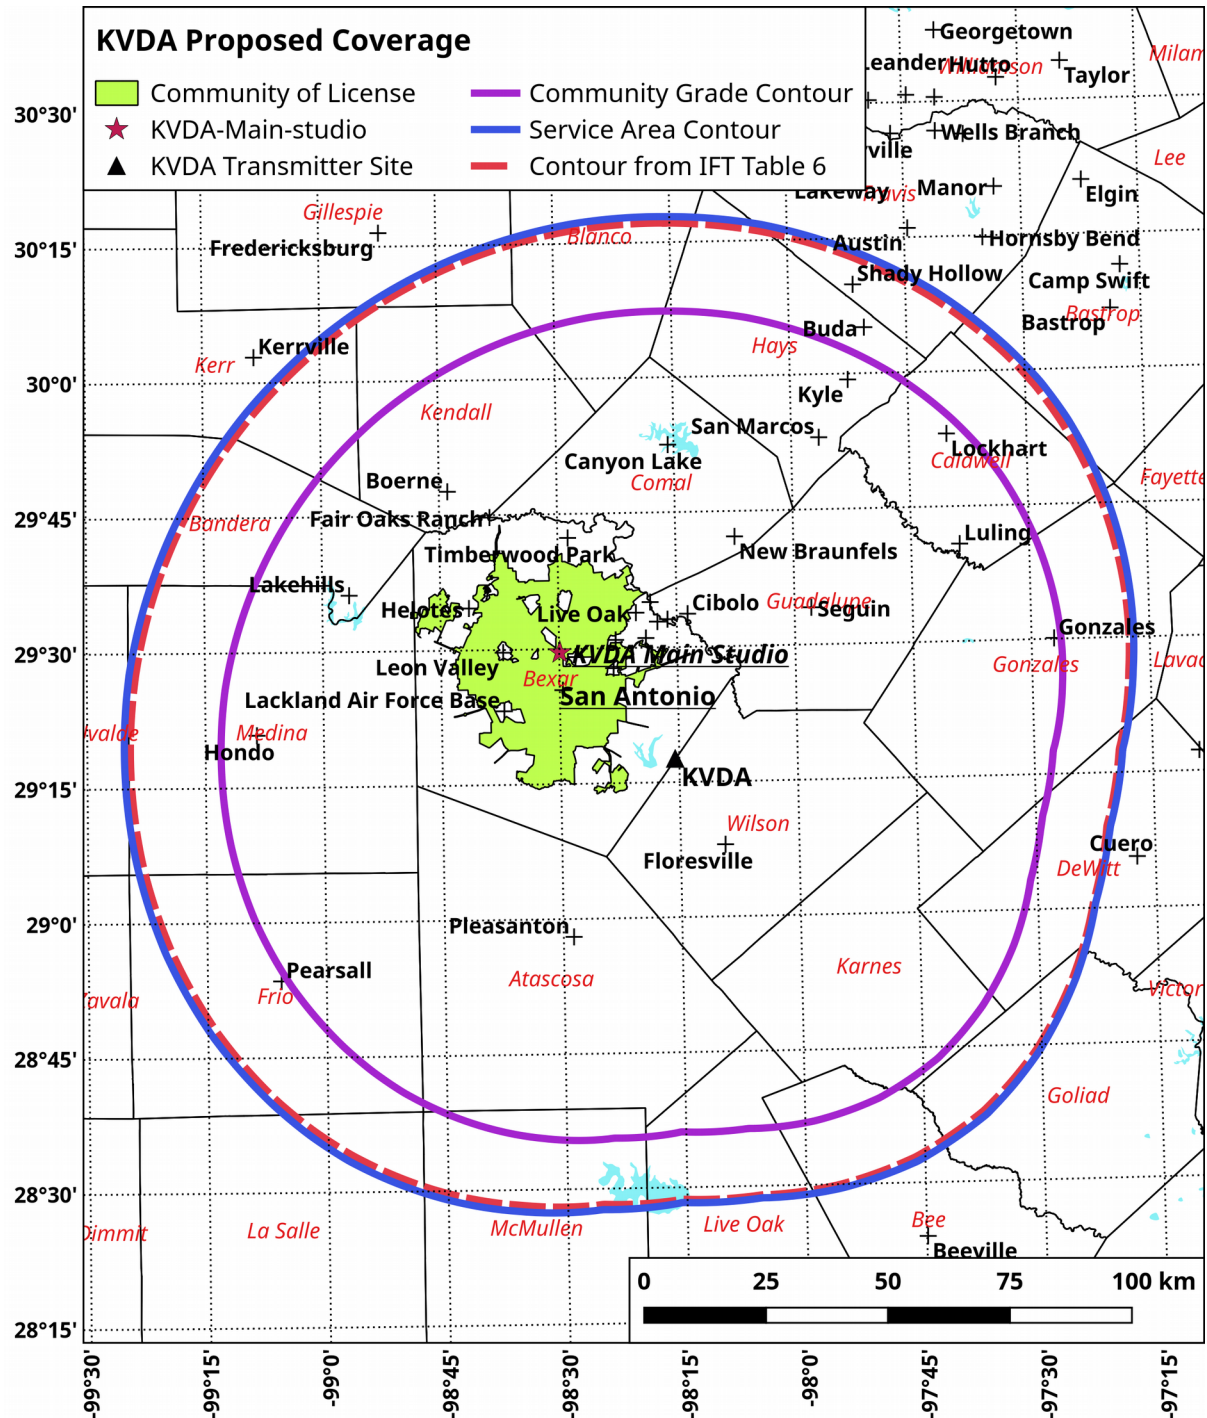 KVDA Proposed Coverage
Community of License
KVDA-Main-studio
KVDA Transmitter Site
Community Grade Contour
Service Area Contour
Contour from IFT Table 6
Georgetown
Leander
Hutto
Williamson
Taylor
Milam
Wells Branch
Lee
Lakeway
Travis
Manor
Elgin
Gillespie
Fredericksburg
Blanco
Austin
Hornsby Bend
Shady Hollow
Camp Swift
Bastrop
Bastrop
Buda
Hays
Kerrville
Kerr
Kendall
Kyle
San Marcos
Lockhart
Caldwell
Canyon Lake
Comal
Fayette
Boerne
Bandera
Fair Oaks Ranch
Timberwood Park
New Braunfels
Luling
Lakehills
Helotes
Live Oak
Cibolo
Guadalupe
Seguin
Gonzales
Gonzales
KVDA Main Studio
Leon Valley
Bexar
San Antonio
Lackland Air Force Base
Medina
Hondo
KVDA
Wilson
Floresville
Cuero
DeWitt
Pleasanton
Atascosa
Karnes
Pearsall
Frio
Goliad
La Salle
McMullen
Live Oak
Bee
Beeville
30°30'
30°15'
30°0'
29°45'
29°30'
29°15'
29°0'
28°45'
28°30'
28°15'
0 25 50 75 100 km
-99°30'
-99°15'
-99°0'
-98°45'
-98°30'
-98°15'
-98°0'
-97°45'
-97°30'
-97°15'